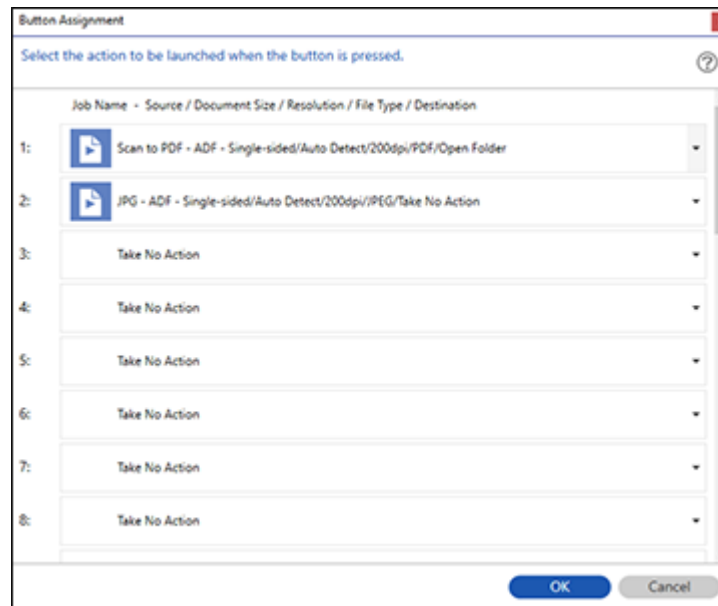 Button Assignment
Select the action to be launched when the button is pressed.
?
Job Name - Source / Document Size / Resolution / File Type / Destination
1: Scan to PDF - ADF - Single-sided/Auto Detect/200dpi/PDF/Open Folder
2: JPG - ADF - Single-sided/Auto Detect/200dpi/JPEG/Take No Action
3: Take No Action
4: Take No Action
5: Take No Action
6: Take No Action
7: Take No Action
8: Take No Action
OK Cancel